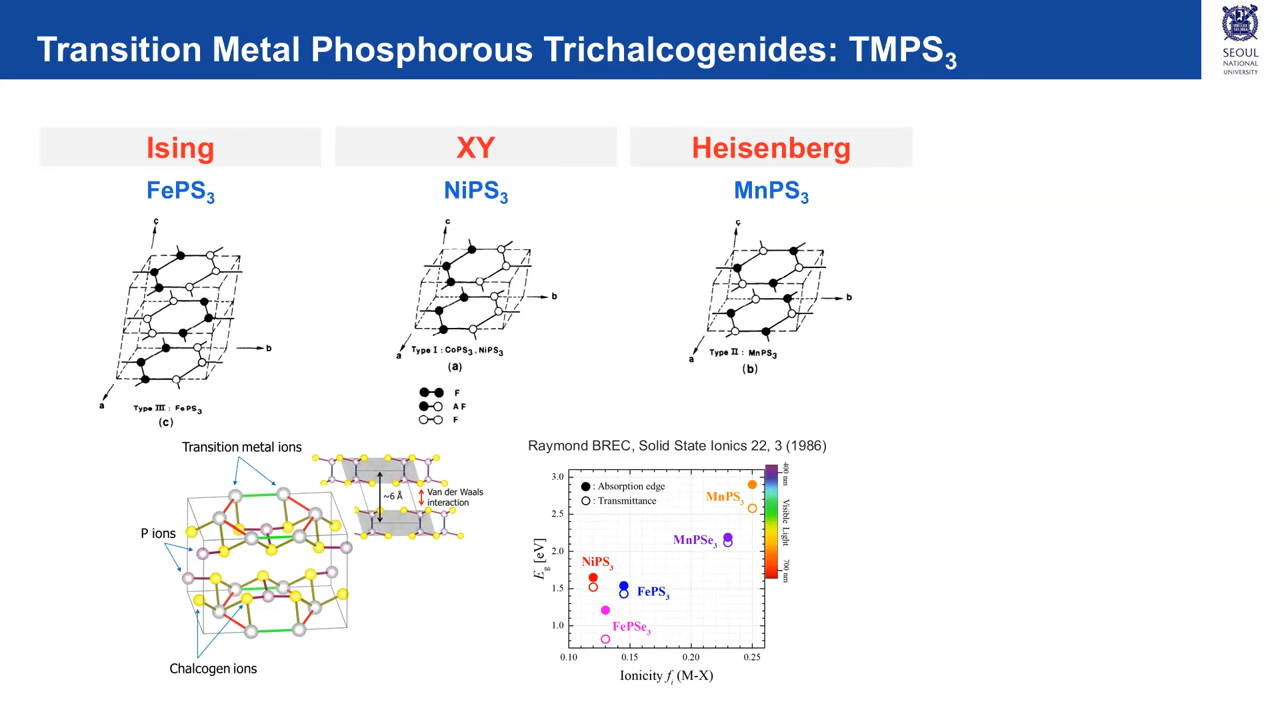 Transition Metal Phosphorous Trichalcogenides: TMPS₃
SEOUL
NATIONAL
UNIVERSITY
Ising
XY
Heisenberg
FePS₃
NiPS₃
MnPS₃
c
b
a
Type III : FePS₃
(c)
c
b
a
Type I : CoPS₃, NiPS₃
(a)
F
AF
F
c
b
a
Type II : MnPS₃
(b)
Transition metal ions
P ions
Chalcogen ions
~6 Å
Van der Waals
interaction
Raymond BREC, Solid State Ionics 22, 3 (1986)
: Absorption edge
: Transmittance
MnPS₃
MnPSe₃
NiPS₃
FePS₃
FePSe₃
3.0
2.5
2.0
1.5
1.0
Eg [eV]
0.10
0.15
0.20
0.25
Ionicity fi (M-X)
400 nm
Visible Light
700 nm